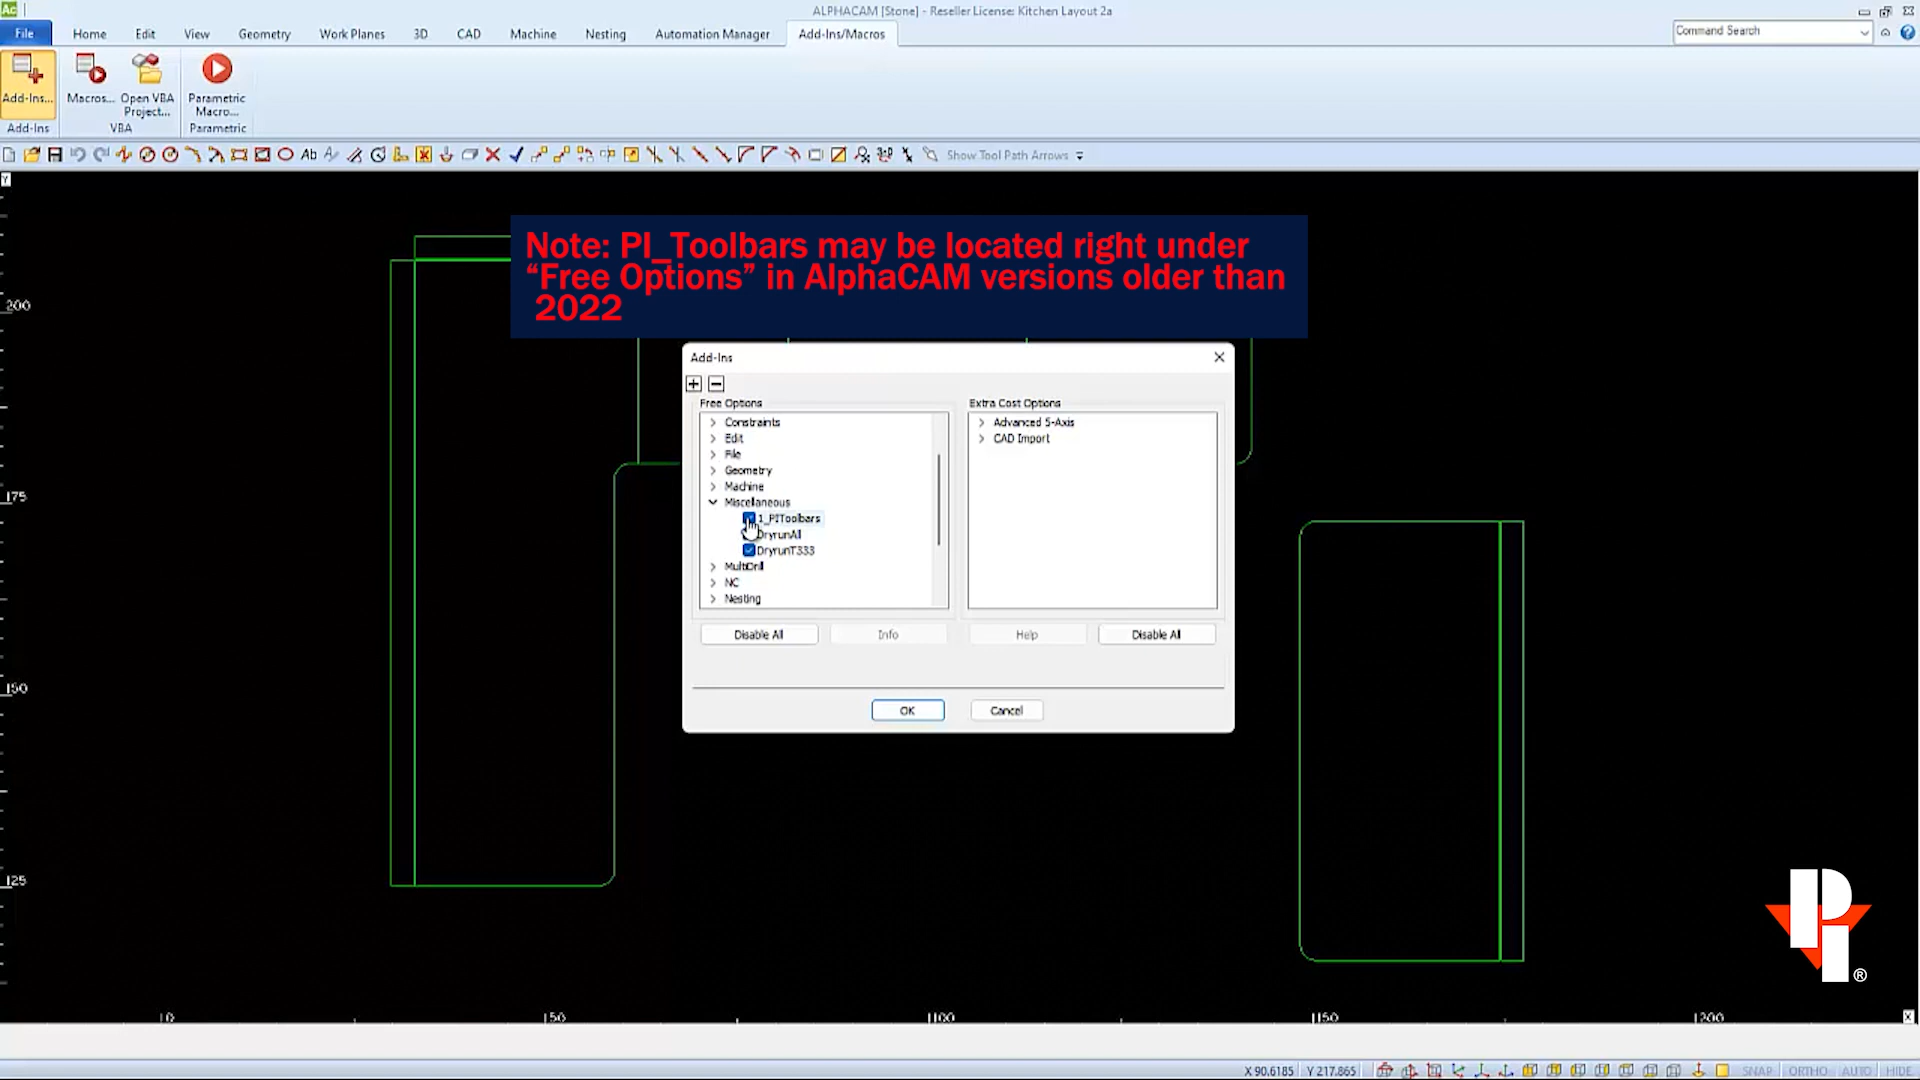 ALPHACAM [Stone] - Reseller License: Kitchen Layout 2a
File Home Edit View Geometry Work Planes 3D CAD Machine Nesting Automation Manager Add-Ins/Macros
Command Search
Add-Ins... Macros... Open VBA Project... Parametric Macro...
Add-Ins VBA Parametric
Show Tool Path Arrows
Y
Note: PI_Toolbars may be located right under
“Free Options” in AlphaCAM versions older than
2022
200
175
150
125
Add-Ins
Free Options
Extra Cost Options
Constraints
Edit
File
Geometry
Machine
Miscellaneous
1_PIToolbars
DryrunAll
DryrunT333
MultiDrill
NC
Nesting
Advanced 5-Axis
CAD Import
Disable All Info Help Disable All
OK Cancel
PI ®
0 50 100 150 200 X
X 90.6185 Y 217.865 SNAP ORTHO AUTO HIDE